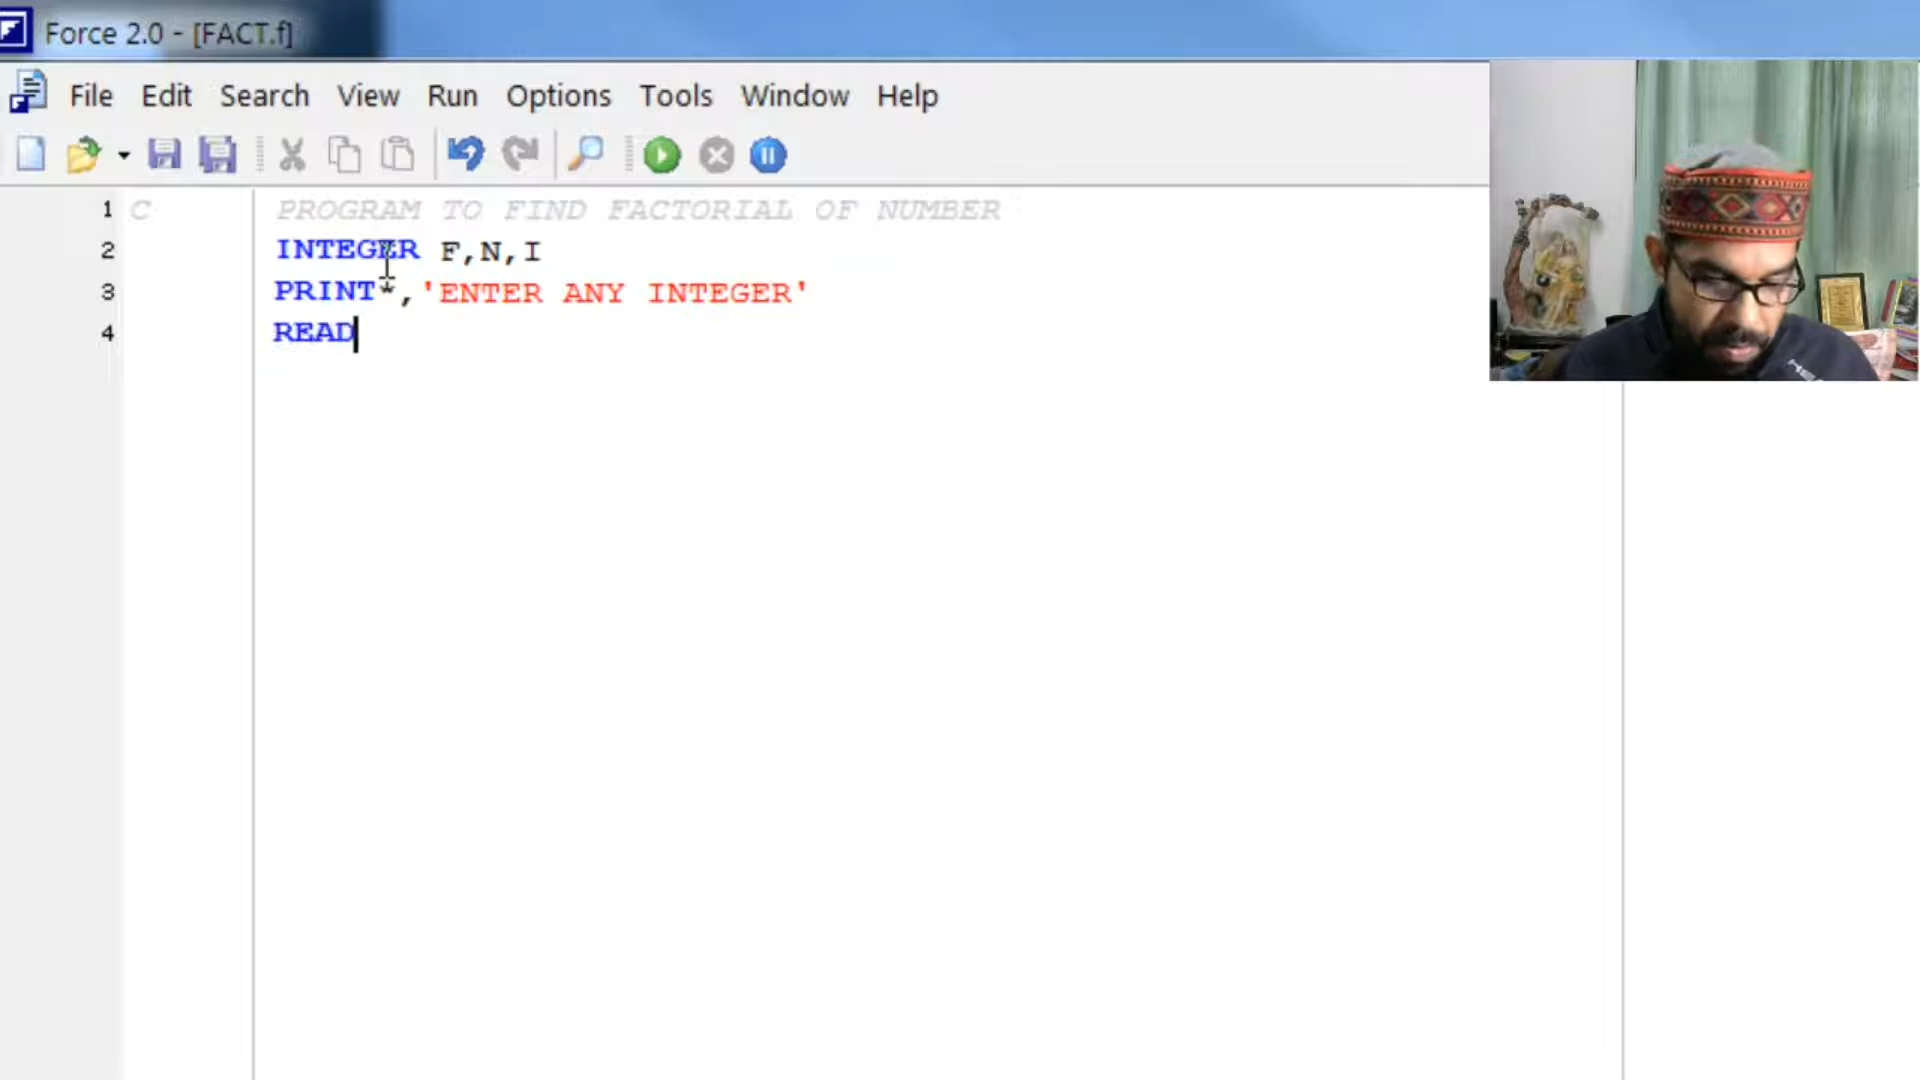 Force 2.0 - [FACT.f]
File Edit Search View Run Options Tools Window Help
1 C PROGRAM TO FIND FACTORIAL OF NUMBER
2 INTEGER F,N,I
3 PRINT*,'ENTER ANY INTEGER'
4 READ